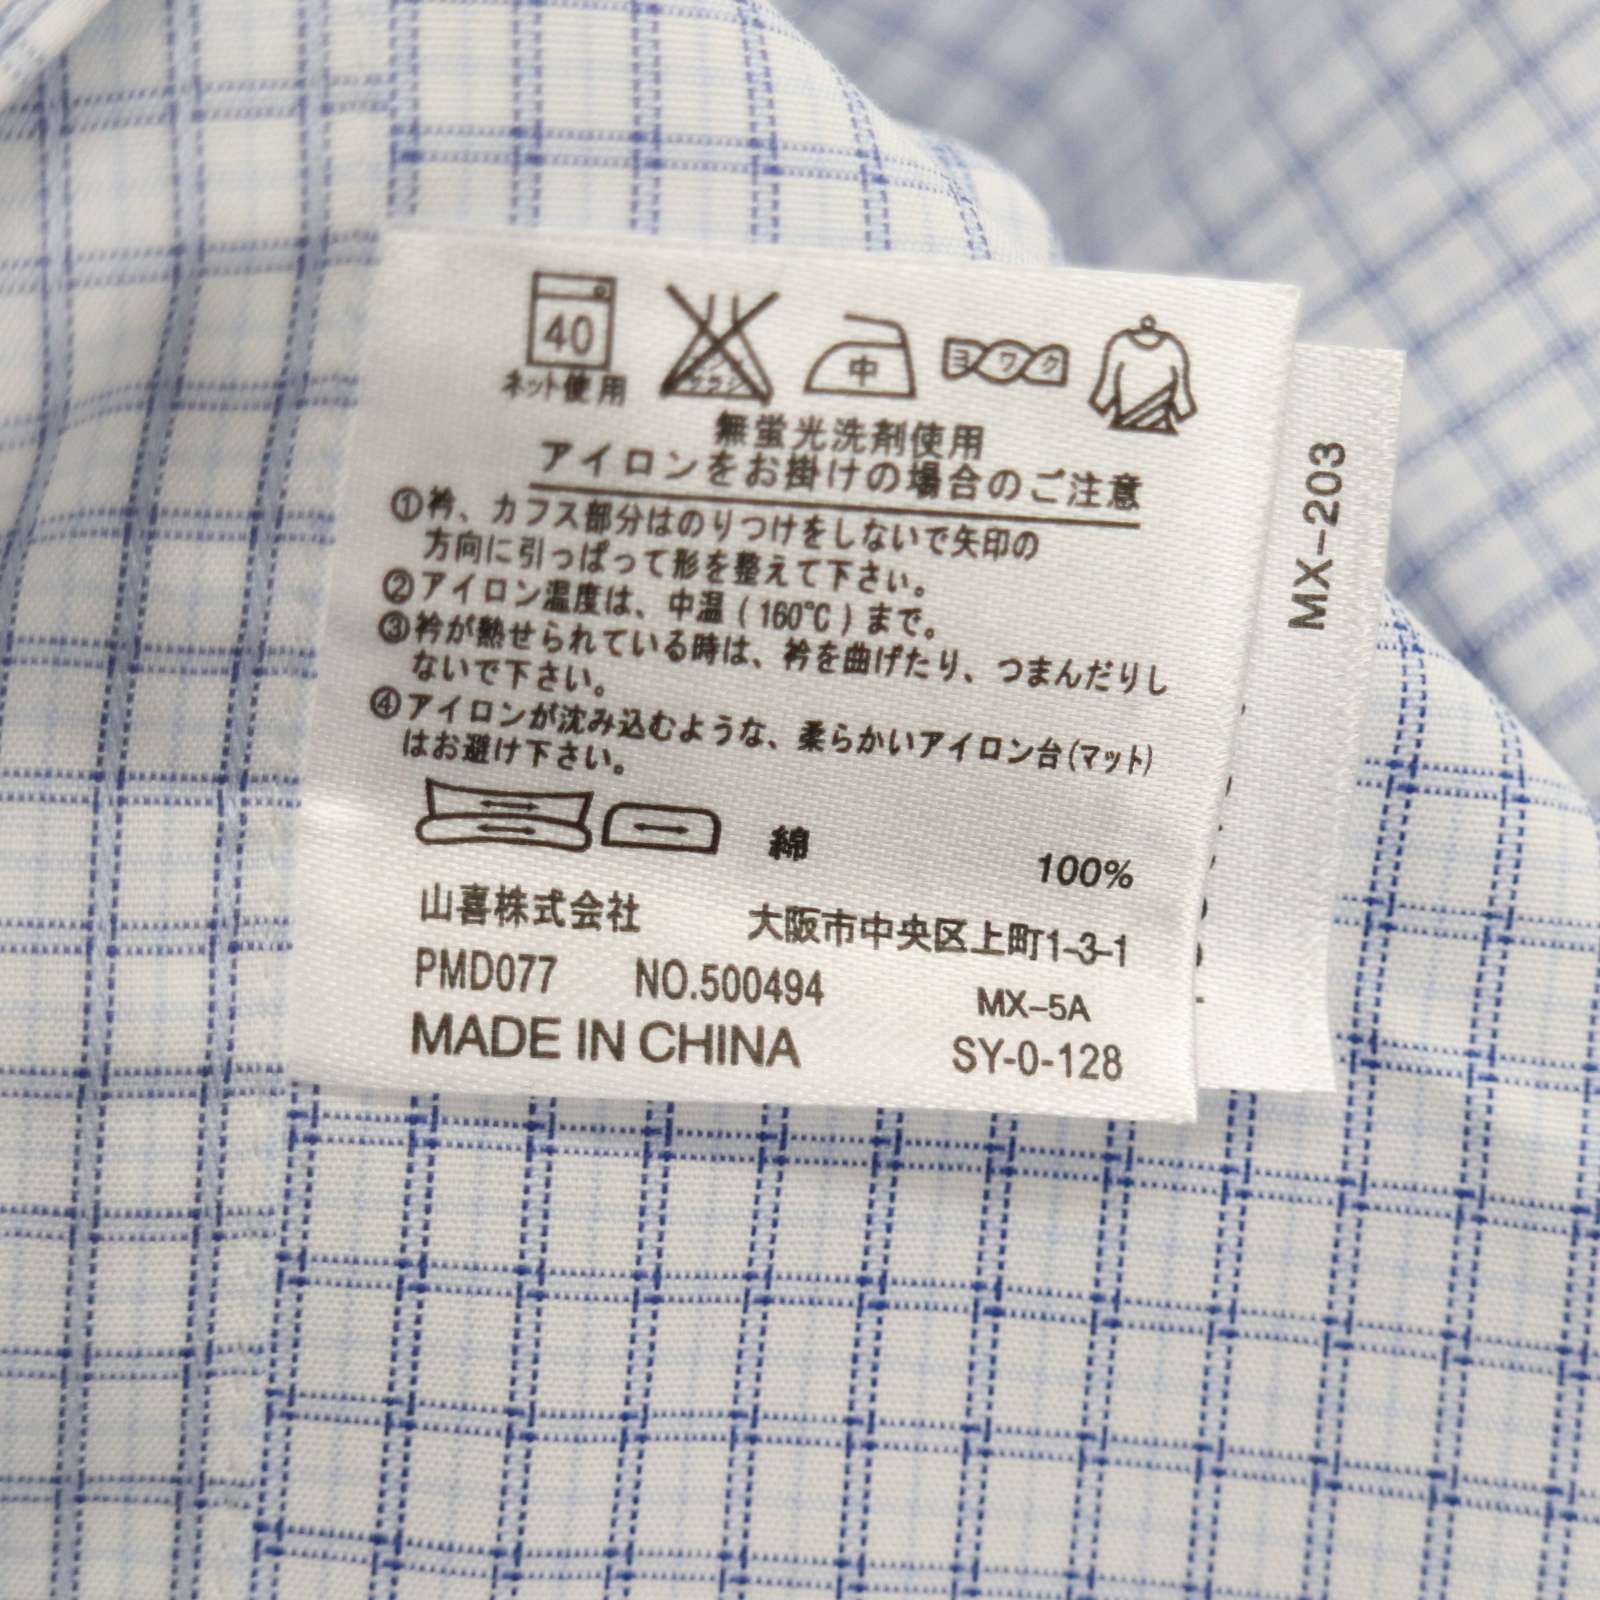 40
ネット使用
エンソ
サラシ
中
ヨワク
無蛍光洗剤使用
アイロンをお掛けの場合のご注意
①衿、カフス部分はのりつけをしないで矢印の
方向に引っぱって形を整えて下さい。
②アイロン温度は、中温(160℃)まで。
③衿が熱せられている時は、衿を曲げたり、つまんだりし
ないで下さい。
④アイロンが沈み込むような、柔らかいアイロン台(マット)
はお避け下さい。
綿 100%
山喜株式会社 大阪市中央区上町1-3-1
PMD077 NO.500494 MX-5A
MADE IN CHINA SY-0-128
MX-203